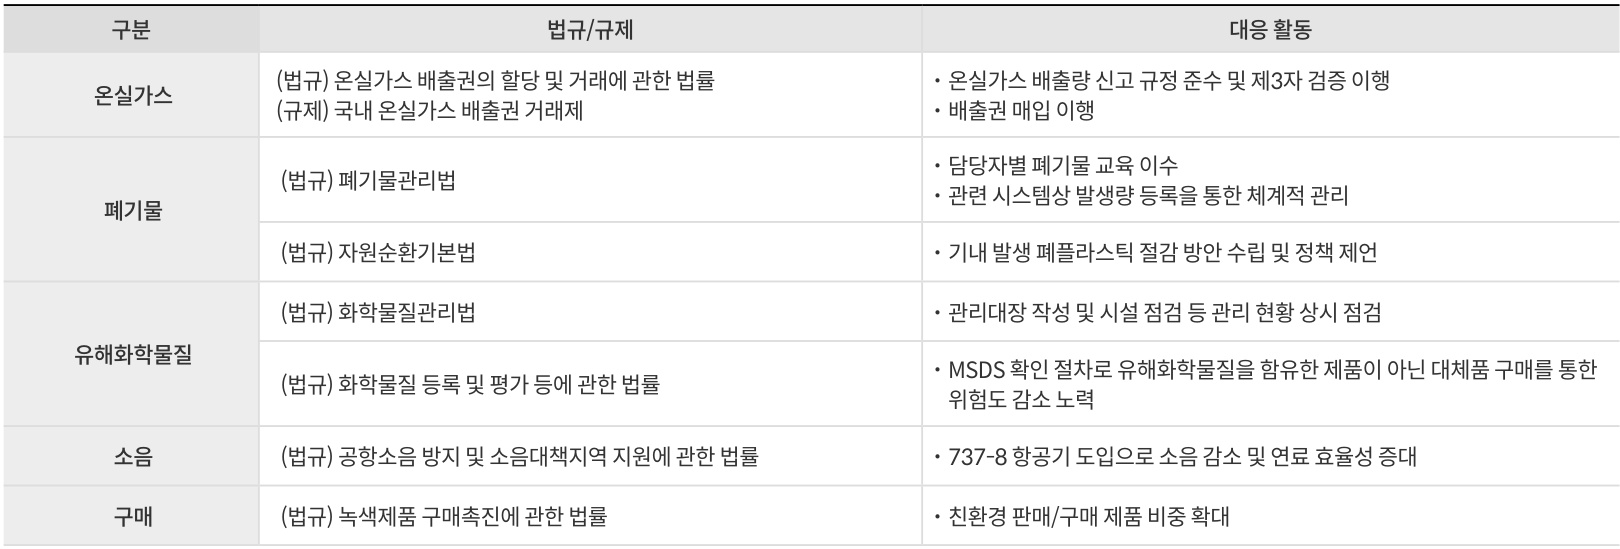 구분 법규/규제 대응 활동
온실가스
(법규) 온실가스 배출권의 할당 및 거래에 관한 법률
(규제) 국내 온실가스 배출권 거래제
• 온실가스 배출량 신고 규정 준수 및 제3자 검증 이행
• 배출권 매입 이행
폐기물
(법규) 폐기물관리법
• 담당자별 폐기물 교육 이수
• 관련 시스템상 발생량 등록을 통한 체계적 관리
(법규) 자원순환기본법
• 기내 발생 폐플라스틱 절감 방안 수립 및 정책 제언
유해화학물질
(법규) 화학물질관리법
• 관리대장 작성 및 시설 점검 등 관리 현황 상시 점검
(법규) 화학물질 등록 및 평가 등에 관한 법률
• MSDS 확인 절차로 유해화학물질을 함유한 제품이 아닌 대체품 구매를 통한
위험도 감소 노력
소음
(법규) 공항소음 방지 및 소음대책지역 지원에 관한 법률
• 737-8 항공기 도입으로 소음 감소 및 연료 효율성 증대
구매
(법규) 녹색제품 구매촉진에 관한 법률
• 친환경 판매/구매 제품 비중 확대